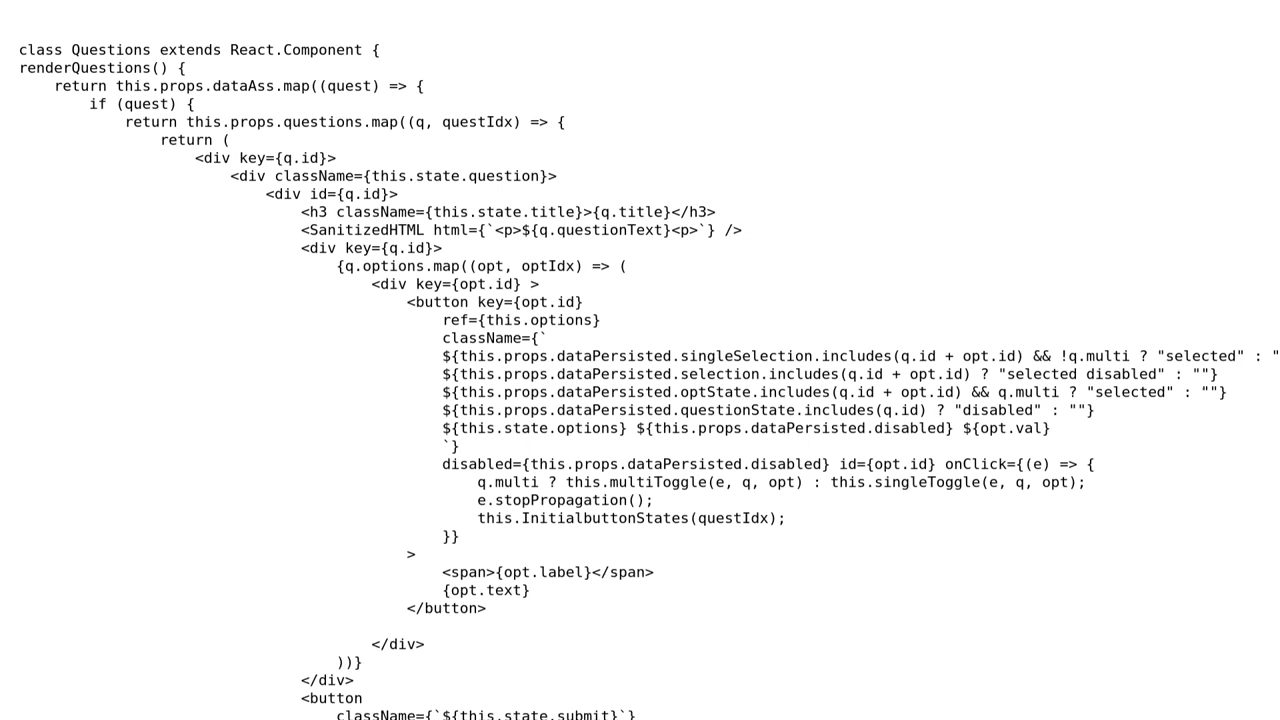 class Questions extends React.Component {
renderQuestions() {
    return this.props.dataAss.map((quest) => {
        if (quest) {
            return this.props.questions.map((q, questIdx) => {
                return (
                    <div key={q.id}>
                        <div className={this.state.question}>
                            <div id={q.id}>
                                <h3 className={this.state.title}>{q.title}</h3>
                                <SanitizedHTML html={`<p>${q.questionText}<p>`} />
                                <div key={q.id}>
                                    {q.options.map((opt, optIdx) => (
                                        <div key={opt.id} >
                                            <button key={opt.id}
                                                ref={this.options}
                                                className={`
                                                ${this.props.dataPersisted.singleSelection.includes(q.id + opt.id) && !q.multi ? "selected" : "
                                                ${this.props.dataPersisted.selection.includes(q.id + opt.id) ? "selected disabled" : ""}
                                                ${this.props.dataPersisted.optState.includes(q.id + opt.id) && q.multi ? "selected" : ""}
                                                ${this.props.dataPersisted.questionState.includes(q.id) ? "disabled" : ""}
                                                ${this.state.options} ${this.props.dataPersisted.disabled} ${opt.val}
                                                `}
                                                disabled={this.props.dataPersisted.disabled} id={opt.id} onClick={(e) => {
                                                    q.multi ? this.multiToggle(e, q, opt) : this.singleToggle(e, q, opt);
                                                    e.stopPropagation();
                                                    this.InitialbuttonStates(questIdx);
                                                }}
                                            >
                                                <span>{opt.label}</span>
                                                {opt.text}
                                            </button>

                                        </div>
                                    ))}
                                </div>
                                <button
                                    className={`${this.state.submit}`}